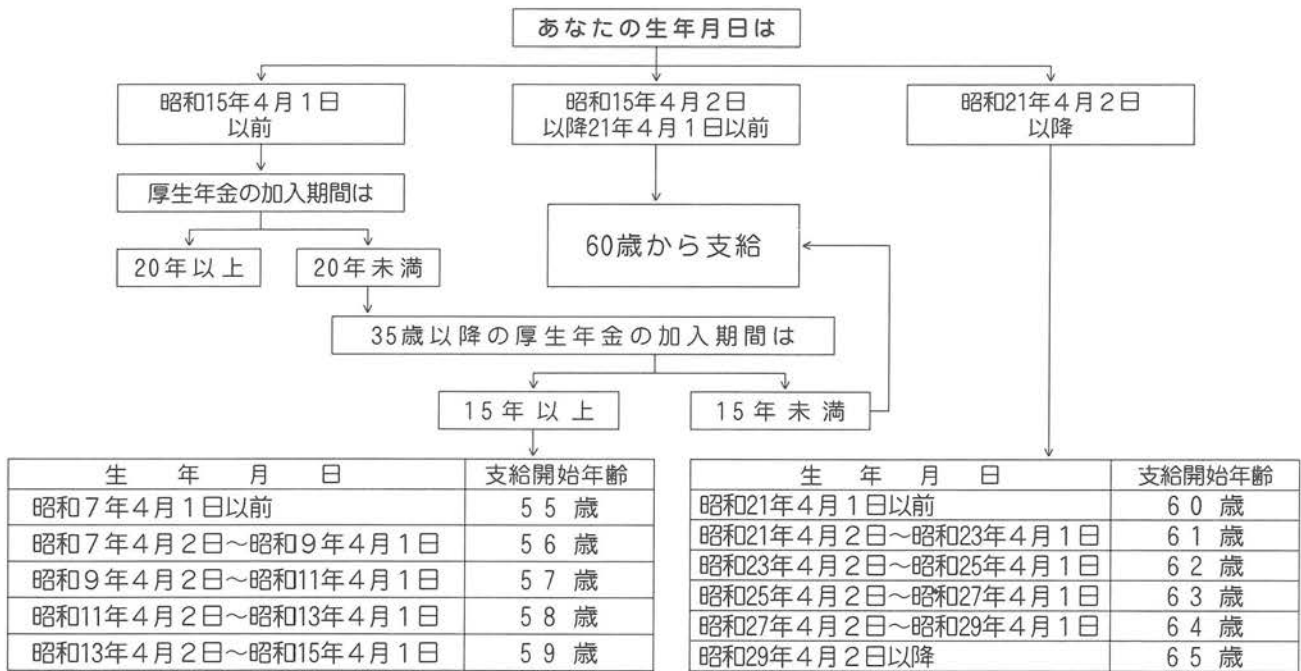 あなたの生年月日は
昭和15年４月１日
以前
昭和15年４月２日
以降21年４月１日以前
昭和21年４月２日
以降
厚生年金の加入期間は
20年以上
20年未満
60歳から支給
35歳以降の厚生年金の加入期間は
15年以上
15年未満
生年月日 支給開始年齢
昭和７年４月１日以前 55歳
昭和７年４月２日～昭和９年４月１日 56歳
昭和９年４月２日～昭和11年４月１日 57歳
昭和11年４月２日～昭和13年４月１日 58歳
昭和13年４月２日～昭和15年４月１日 59歳
生年月日 支給開始年齢
昭和21年４月１日以前 60歳
昭和21年４月２日～昭和23年４月１日 61歳
昭和23年４月２日～昭和25年４月１日 62歳
昭和25年４月２日～昭和27年４月１日 63歳
昭和27年４月２日～昭和29年４月１日 64歳
昭和29年４月２日以降 65歳